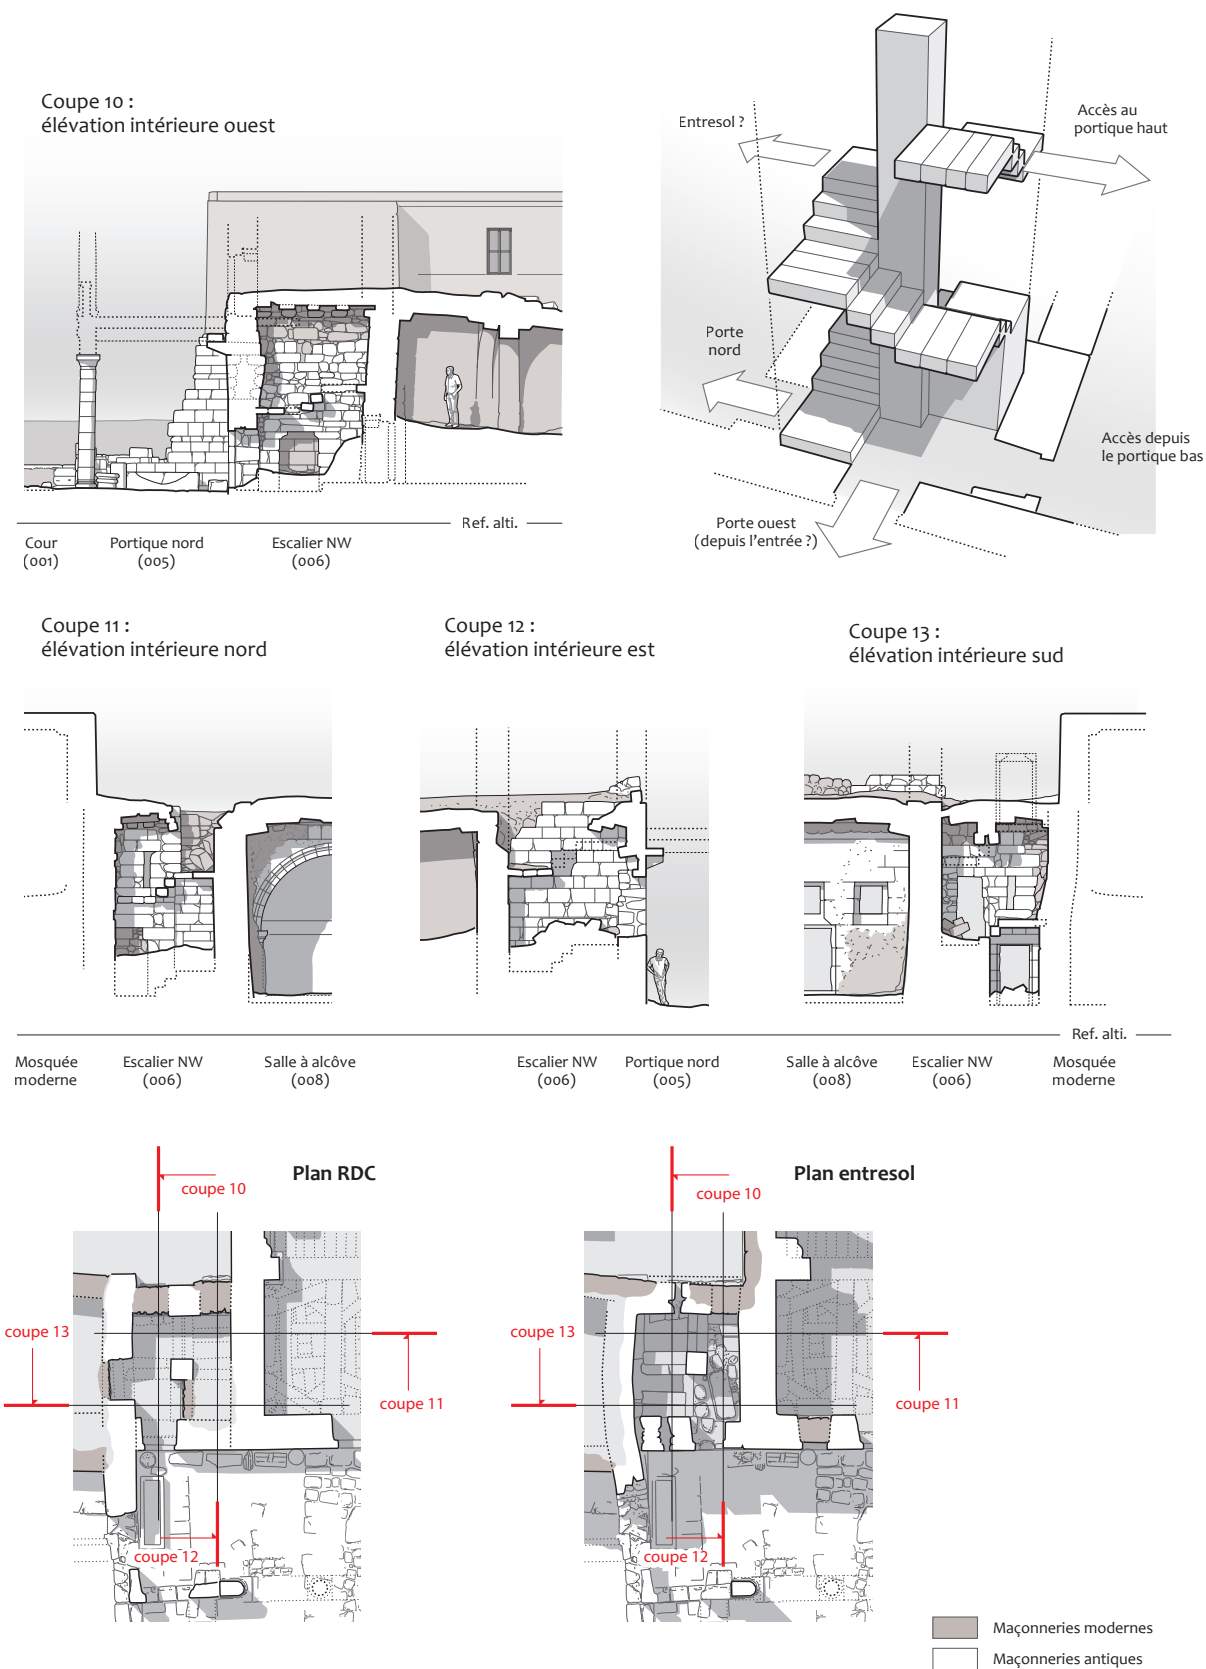 Coupe 10 :
élévation intérieure ouest
Entresol ?
Accès au
portique haut
Porte
nord
Accès depuis
le portique bas
Porte ouest
(depuis l'entrée ?)
Ref. alti.
Cour
(001)
Portique nord
(005)
Escalier NW
(006)
Coupe 11 :
élévation intérieure nord
Coupe 12 :
élévation intérieure est
Coupe 13 :
élévation intérieure sud
Ref. alti.
Mosquée
moderne
Escalier NW
(006)
Salle à alcôve
(008)
Escalier NW
(006)
Portique nord
(005)
Salle à alcôve
(008)
Escalier NW
(006)
Mosquée
moderne
Plan RDC
coupe 10
coupe 13
coupe 11
coupe 12
Plan entresol
coupe 10
coupe 13
coupe 11
coupe 12
Maçonneries modernes
Maçonneries antiques